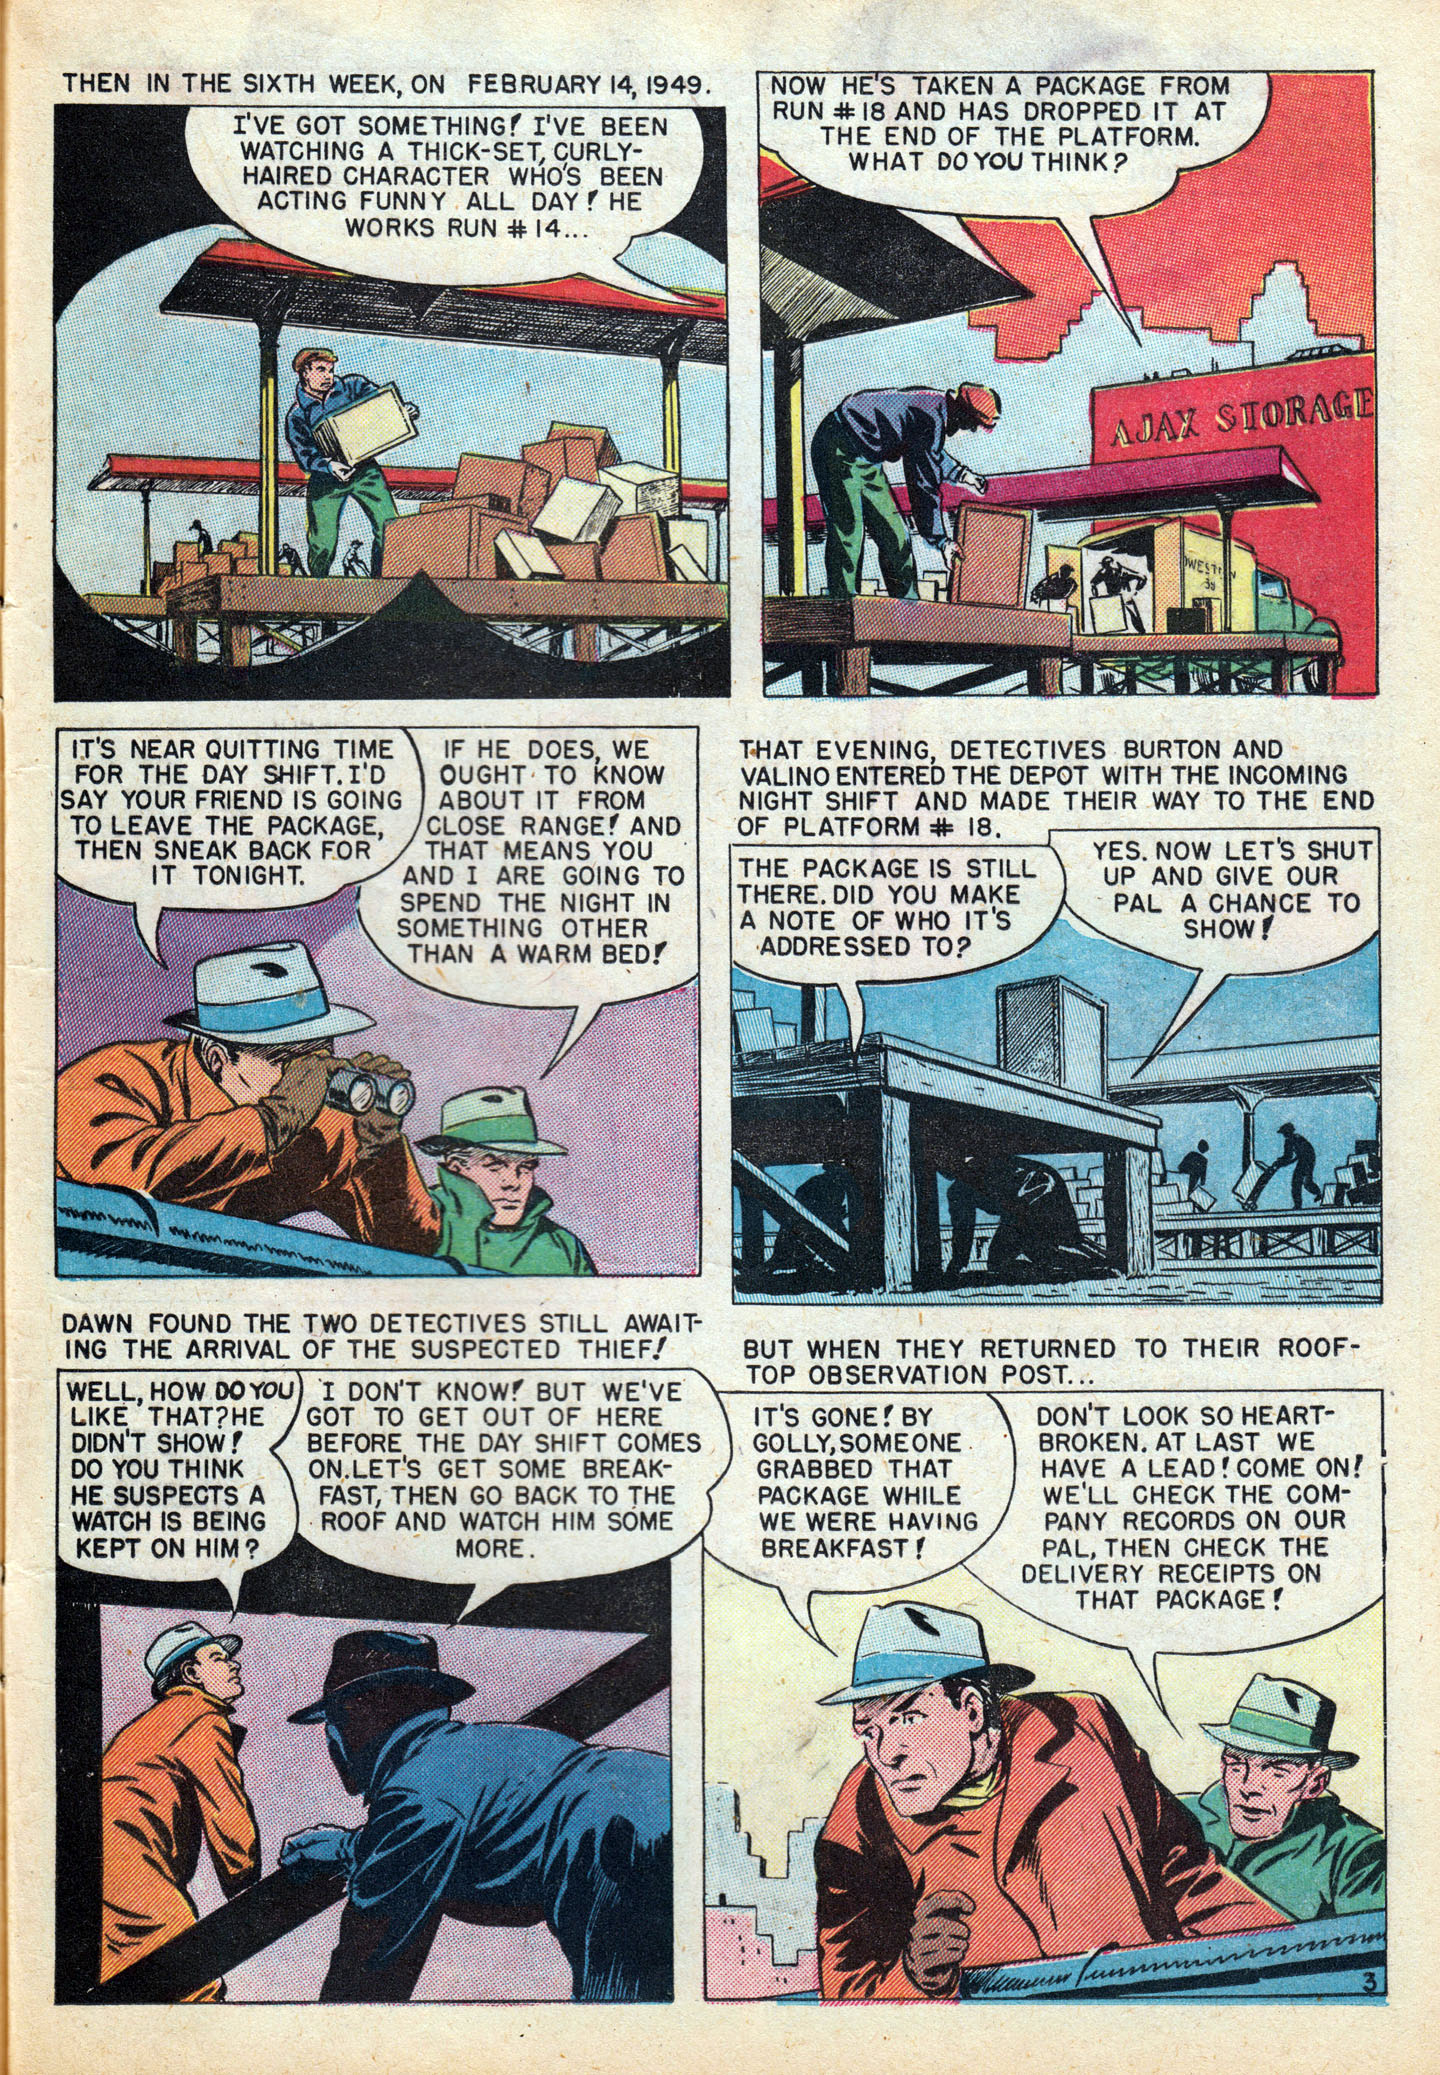 THEN IN THE SIXTH WEEK, ON FEBRUARY 14, 1949.
I'VE GOT SOMETHING! I'VE BEEN
WATCHING A THICK-SET, CURLY-
HAIRED CHARACTER WHO'S BEEN
ACTING FUNNY ALL DAY! HE
WORKS RUN #14...
NOW HE'S TAKEN A PACKAGE FROM
RUN #18 AND HAS DROPPED IT AT
THE END OF THE PLATFORM.
WHAT DO YOU THINK?
AJAX STORAGE
WESTERN
39
IT'S NEAR QUITTING TIME
FOR THE DAY SHIFT. I'D
SAY YOUR FRIEND IS GOING
TO LEAVE THE PACKAGE,
THEN SNEAK BACK FOR
IT TONIGHT.
IF HE DOES, WE
OUGHT TO KNOW
ABOUT IT FROM
CLOSE RANGE! AND
THAT MEANS YOU
AND I ARE GOING TO
SPEND THE NIGHT IN
SOMETHING OTHER
THAN A WARM BED!
THAT EVENING, DETECTIVES BURTON AND
VALINO ENTERED THE DEPOT WITH THE INCOMING
NIGHT SHIFT AND MADE THEIR WAY TO THE END
OF PLATFORM # 18.
THE PACKAGE IS STILL
THERE. DID YOU MAKE
A NOTE OF WHO IT'S
ADDRESSED TO?
YES. NOW LET'S SHUT
UP AND GIVE OUR
PAL A CHANCE TO
SHOW!
DAWN FOUND THE TWO DETECTIVES STILL AWAIT-
ING THE ARRIVAL OF THE SUSPECTED THIEF!
WELL, HOW DO YOU
LIKE THAT? HE
DIDN'T SHOW!
DO YOU THINK
HE SUSPECTS A
WATCH IS BEING
KEPT ON HIM?
I DON'T KNOW! BUT WE'VE
GOT TO GET OUT OF HERE
BEFORE THE DAY SHIFT COMES
ON. LET'S GET SOME BREAK-
FAST, THEN GO BACK TO THE
ROOF AND WATCH HIM SOME
MORE.
BUT WHEN THEY RETURNED TO THEIR ROOF-
TOP OBSERVATION POST...
IT'S GONE! BY
GOLLY, SOMEONE
GRABBED THAT
PACKAGE WHILE
WE WERE HAVING
BREAKFAST!
DON'T LOOK SO HEART-
BROKEN. AT LAST WE
HAVE A LEAD! COME ON!
WE'LL CHECK THE COM-
PANY RECORDS ON OUR
PAL, THEN CHECK THE
DELIVERY RECEIPTS ON
THAT PACKAGE!
3